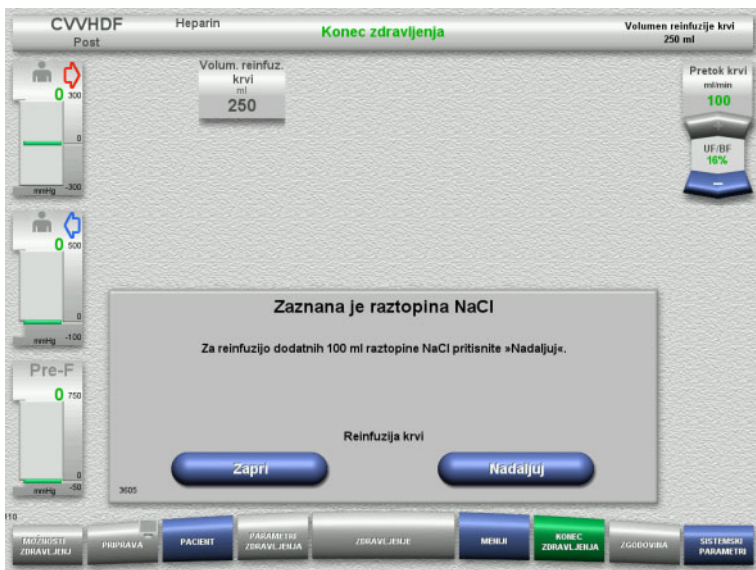 CVVHDF
Post
Heparin
Konec zdravljenja
Volumen reinfuzije krvi
250 ml
0
300
0
-300
mmHg
Volum. reinfuz.
krvi
ml
250
Pretok krvi
ml/min
100
UF/BF
16%
0
500
0
-100
mmHg
Pre-F
0
750
0
-50
mmHg
Zaznana je raztopina NaCl
Za reinfuzijo dodatnih 100 ml raztopine NaCl pritisnite »Nadaljuj«.
Reinfuzija krvi
Zapri
Nadaljuj
3605
MOŽNOSTI
ZDRAVLJENJ
PRIPRAVA
PACIENT
PARAMETRI
ZDRAVLJENJA
ZDRAVLJENJE
MENIJI
KONEC
ZDRAVLJENJA
ZGODOVINA
SISTEMSKI
PARAMETRI